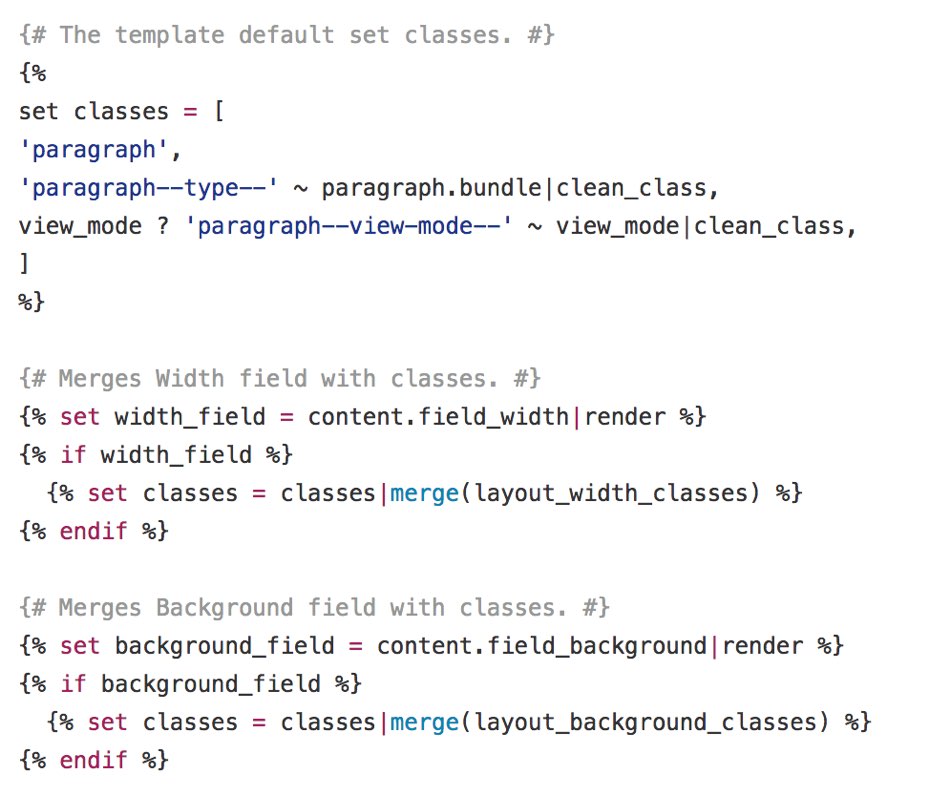 {# The template default set classes. #}
{%
set classes = [
'paragraph',
'paragraph--type--' ~ paragraph.bundle|clean_class,
view_mode ? 'paragraph--view-mode--' ~ view_mode|clean_class,
]
%}
{# Merges Width field with classes. #}
{% set width_field = content.field_width|render %}
{% if width_field %}
{% set classes = classes|merge(layout_width_classes) %}
{% endif %}
{# Merges Background field with classes. #}
{% set background_field = content.field_background|render %}
{% if background_field %}
{% set classes = classes|merge(layout_background_classes) %}
{% endif %}